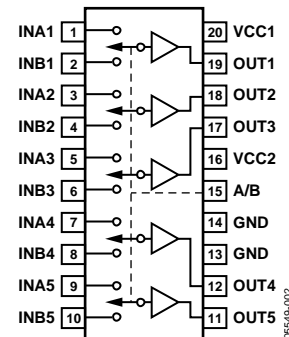 INA1 1 20 VCC1
INB1 2 19 OUT1
INA2 3 18 OUT2
INB2 4 17 OUT3
INA3 5 16 VCC2
INB3 6 15 A/B
INA4 7 14 GND
INB4 8 13 GND
INA5 9 12 OUT4
INB5 10 11 OUT5
05549-002